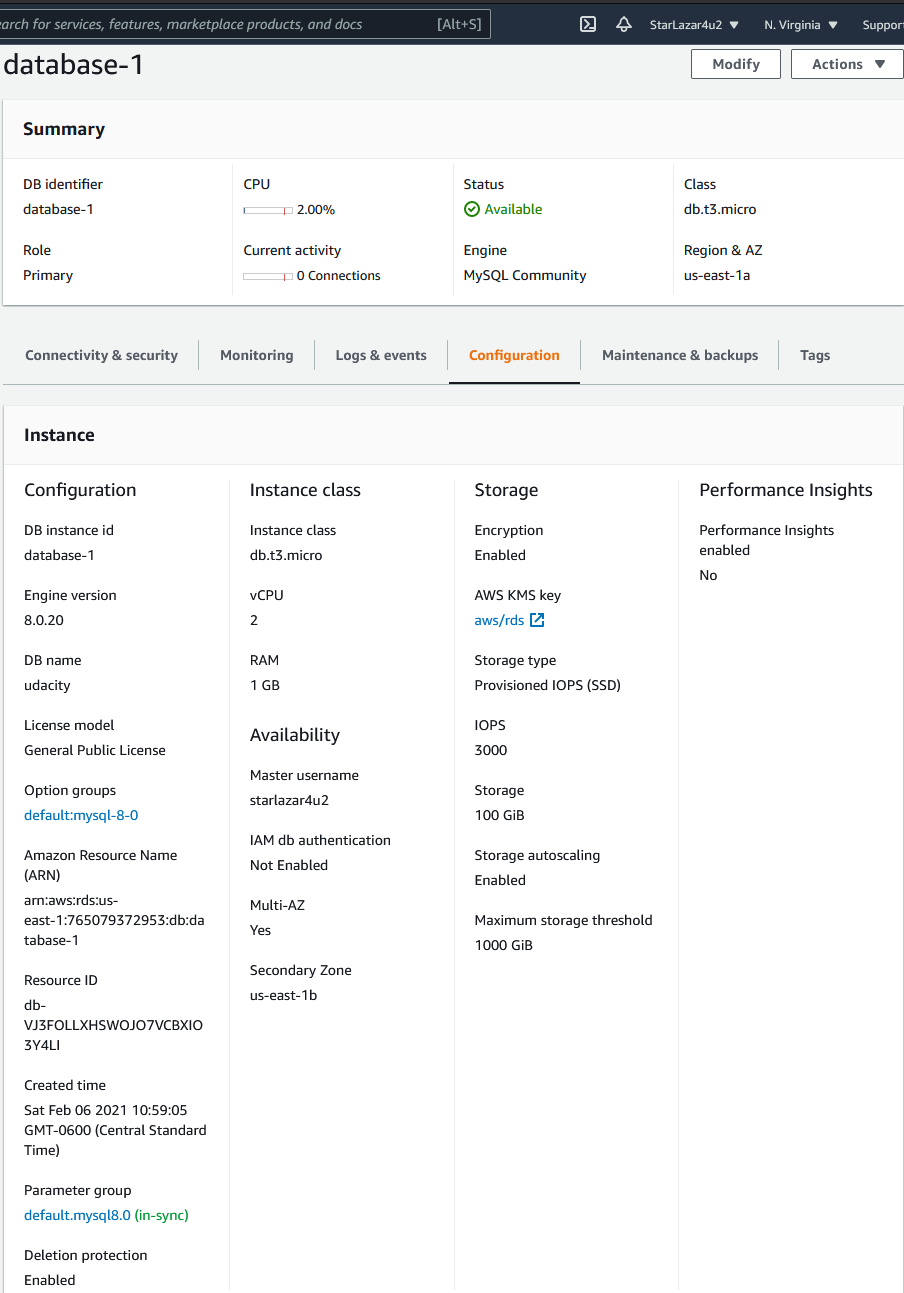 earch for services, features, marketplace products, and docs [Alt+S] StarLazar4u2 N. Virginia Suppor
database-1 Modify Actions
Summary
DB identifier
database-1
CPU
2.00%
Status
Available
Class
db.t3.micro
Role
Primary
Current activity
0 Connections
Engine
MySQL Community
Region & AZ
us-east-1a
Connectivity & security Monitoring Logs & events Configuration Maintenance & backups Tags
Instance
Configuration
DB instance id
database-1
Engine version
8.0.20
DB name
udacity
License model
General Public License
Option groups
default:mysql-8-0
Amazon Resource Name
(ARN)
arn:aws:rds:us-
east-1:765079372953:db:da
tabase-1
Resource ID
db-
VJ3FOLLXHSWOJO7VCBXIO
3Y4LI
Created time
Sat Feb 06 2021 10:59:05
GMT-0600 (Central Standard
Time)
Parameter group
default.mysql8.0 (in-sync)
Deletion protection
Enabled
Instance class
Instance class
db.t3.micro
vCPU
2
RAM
1 GB
Availability
Master username
starlazar4u2
IAM db authentication
Not Enabled
Multi-AZ
Yes
Secondary Zone
us-east-1b
Storage
Encryption
Enabled
AWS KMS key
aws/rds
Storage type
Provisioned IOPS (SSD)
IOPS
3000
Storage
100 GiB
Storage autoscaling
Enabled
Maximum storage threshold
1000 GiB
Performance Insights
Performance Insights
enabled
No